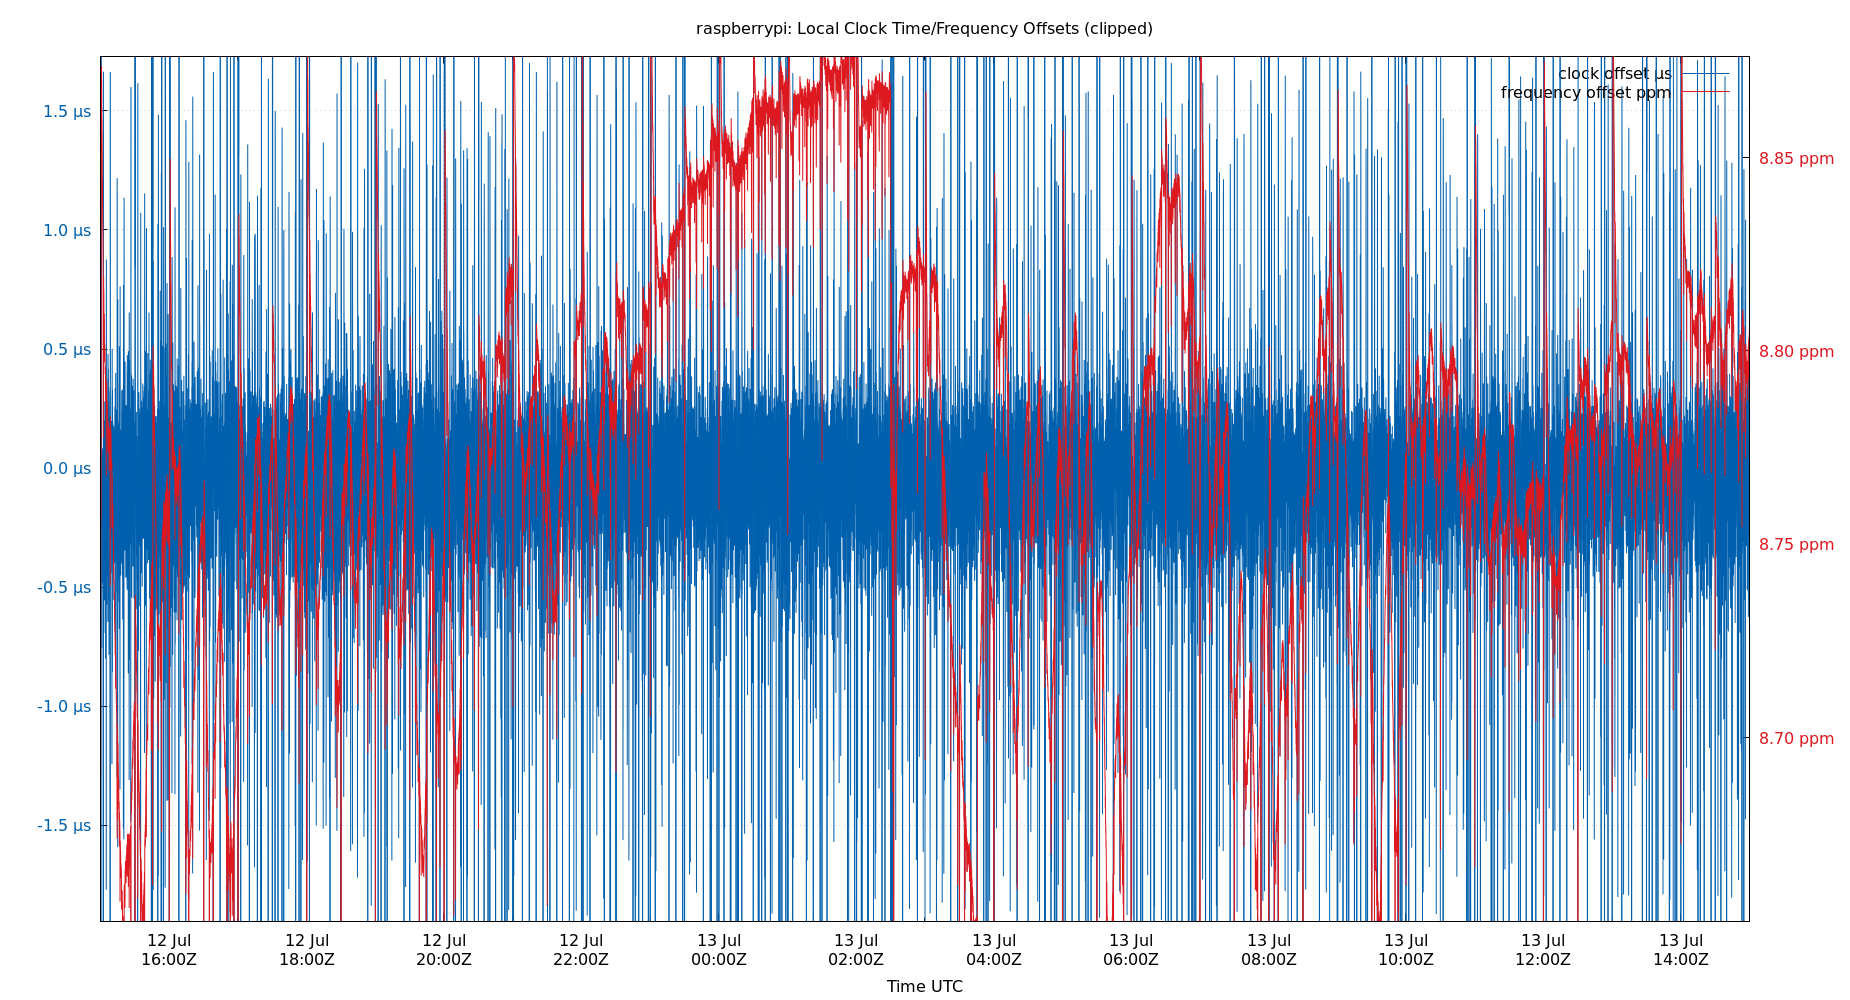 raspberrypi: Local Clock Time/Frequency Offsets (clipped)
clock offset µs
frequency offset ppm
1.5 µs
1.0 µs
0.5 µs
0.0 µs
-0.5 µs
-1.0 µs
-1.5 µs
8.85 ppm
8.80 ppm
8.75 ppm
8.70 ppm
12 Jul 12 Jul 12 Jul 12 Jul 13 Jul 13 Jul 13 Jul 13 Jul 13 Jul 13 Jul 13 Jul 13 Jul
16:00Z 18:00Z 20:00Z 22:00Z 00:00Z 02:00Z 04:00Z 06:00Z 08:00Z 10:00Z 12:00Z 14:00Z
Time UTC